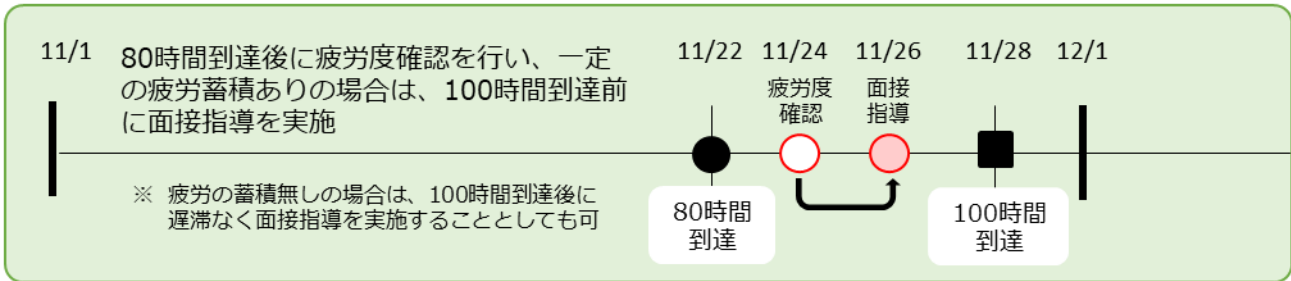 11/1
80時間到達後に疲労度確認を行い、一定
の疲労蓄積ありの場合は、100時間到達前
に面接指導を実施
※ 疲労の蓄積無しの場合は、100時間到達後に
遅滞なく面接指導を実施することとしても可
11/22 11/24 11/26 11/28 12/1
疲労度
確認
面接
指導
80時間
到達
100時間
到達